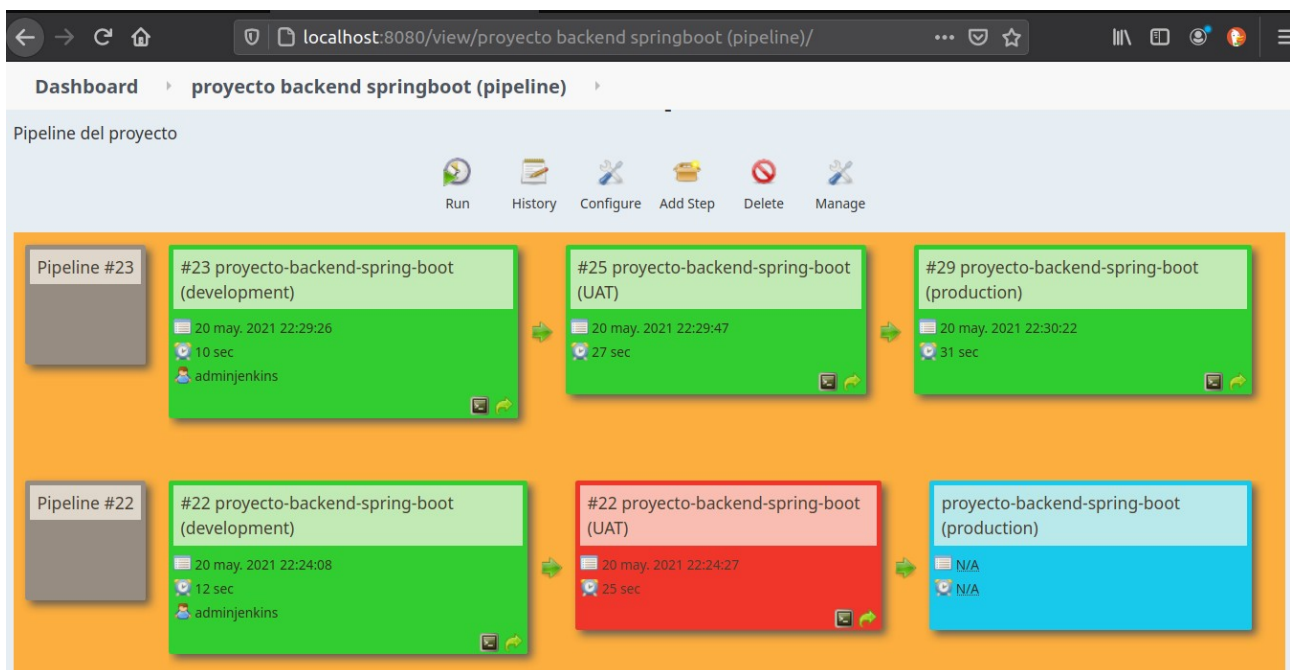 localhost:8080/view/proyecto backend springboot (pipeline)/
Dashboard proyecto backend springboot (pipeline)
Pipeline del proyecto
Run History Configure Add Step Delete Manage
Pipeline #23
#23 proyecto-backend-spring-boot
(development)
20 may. 2021 22:29:26
10 sec
adminjenkins
#25 proyecto-backend-spring-boot
(UAT)
20 may. 2021 22:29:47
27 sec
#29 proyecto-backend-spring-boot
(production)
20 may. 2021 22:30:22
31 sec
Pipeline #22
#22 proyecto-backend-spring-boot
(development)
20 may. 2021 22:24:08
12 sec
adminjenkins
#22 proyecto-backend-spring-boot
(UAT)
20 may. 2021 22:24:27
25 sec
proyecto-backend-spring-boot
(production)
N/A
N/A